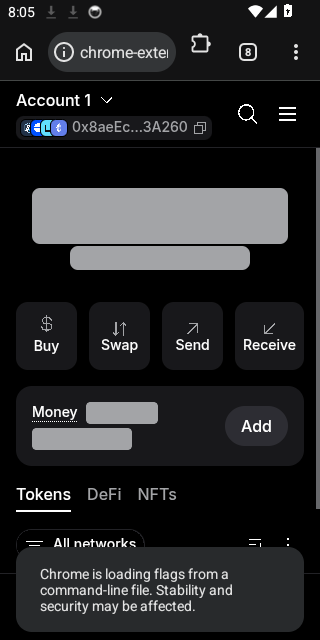 8:05
chrome-exter
8
Account 1
0x8aeEc...3A260
Buy
Swap
Send
Receive
Money
Add
Tokens
DeFi
NFTs
All networks
Chrome is loading flags from a
command-line file. Stability and
security may be affected.